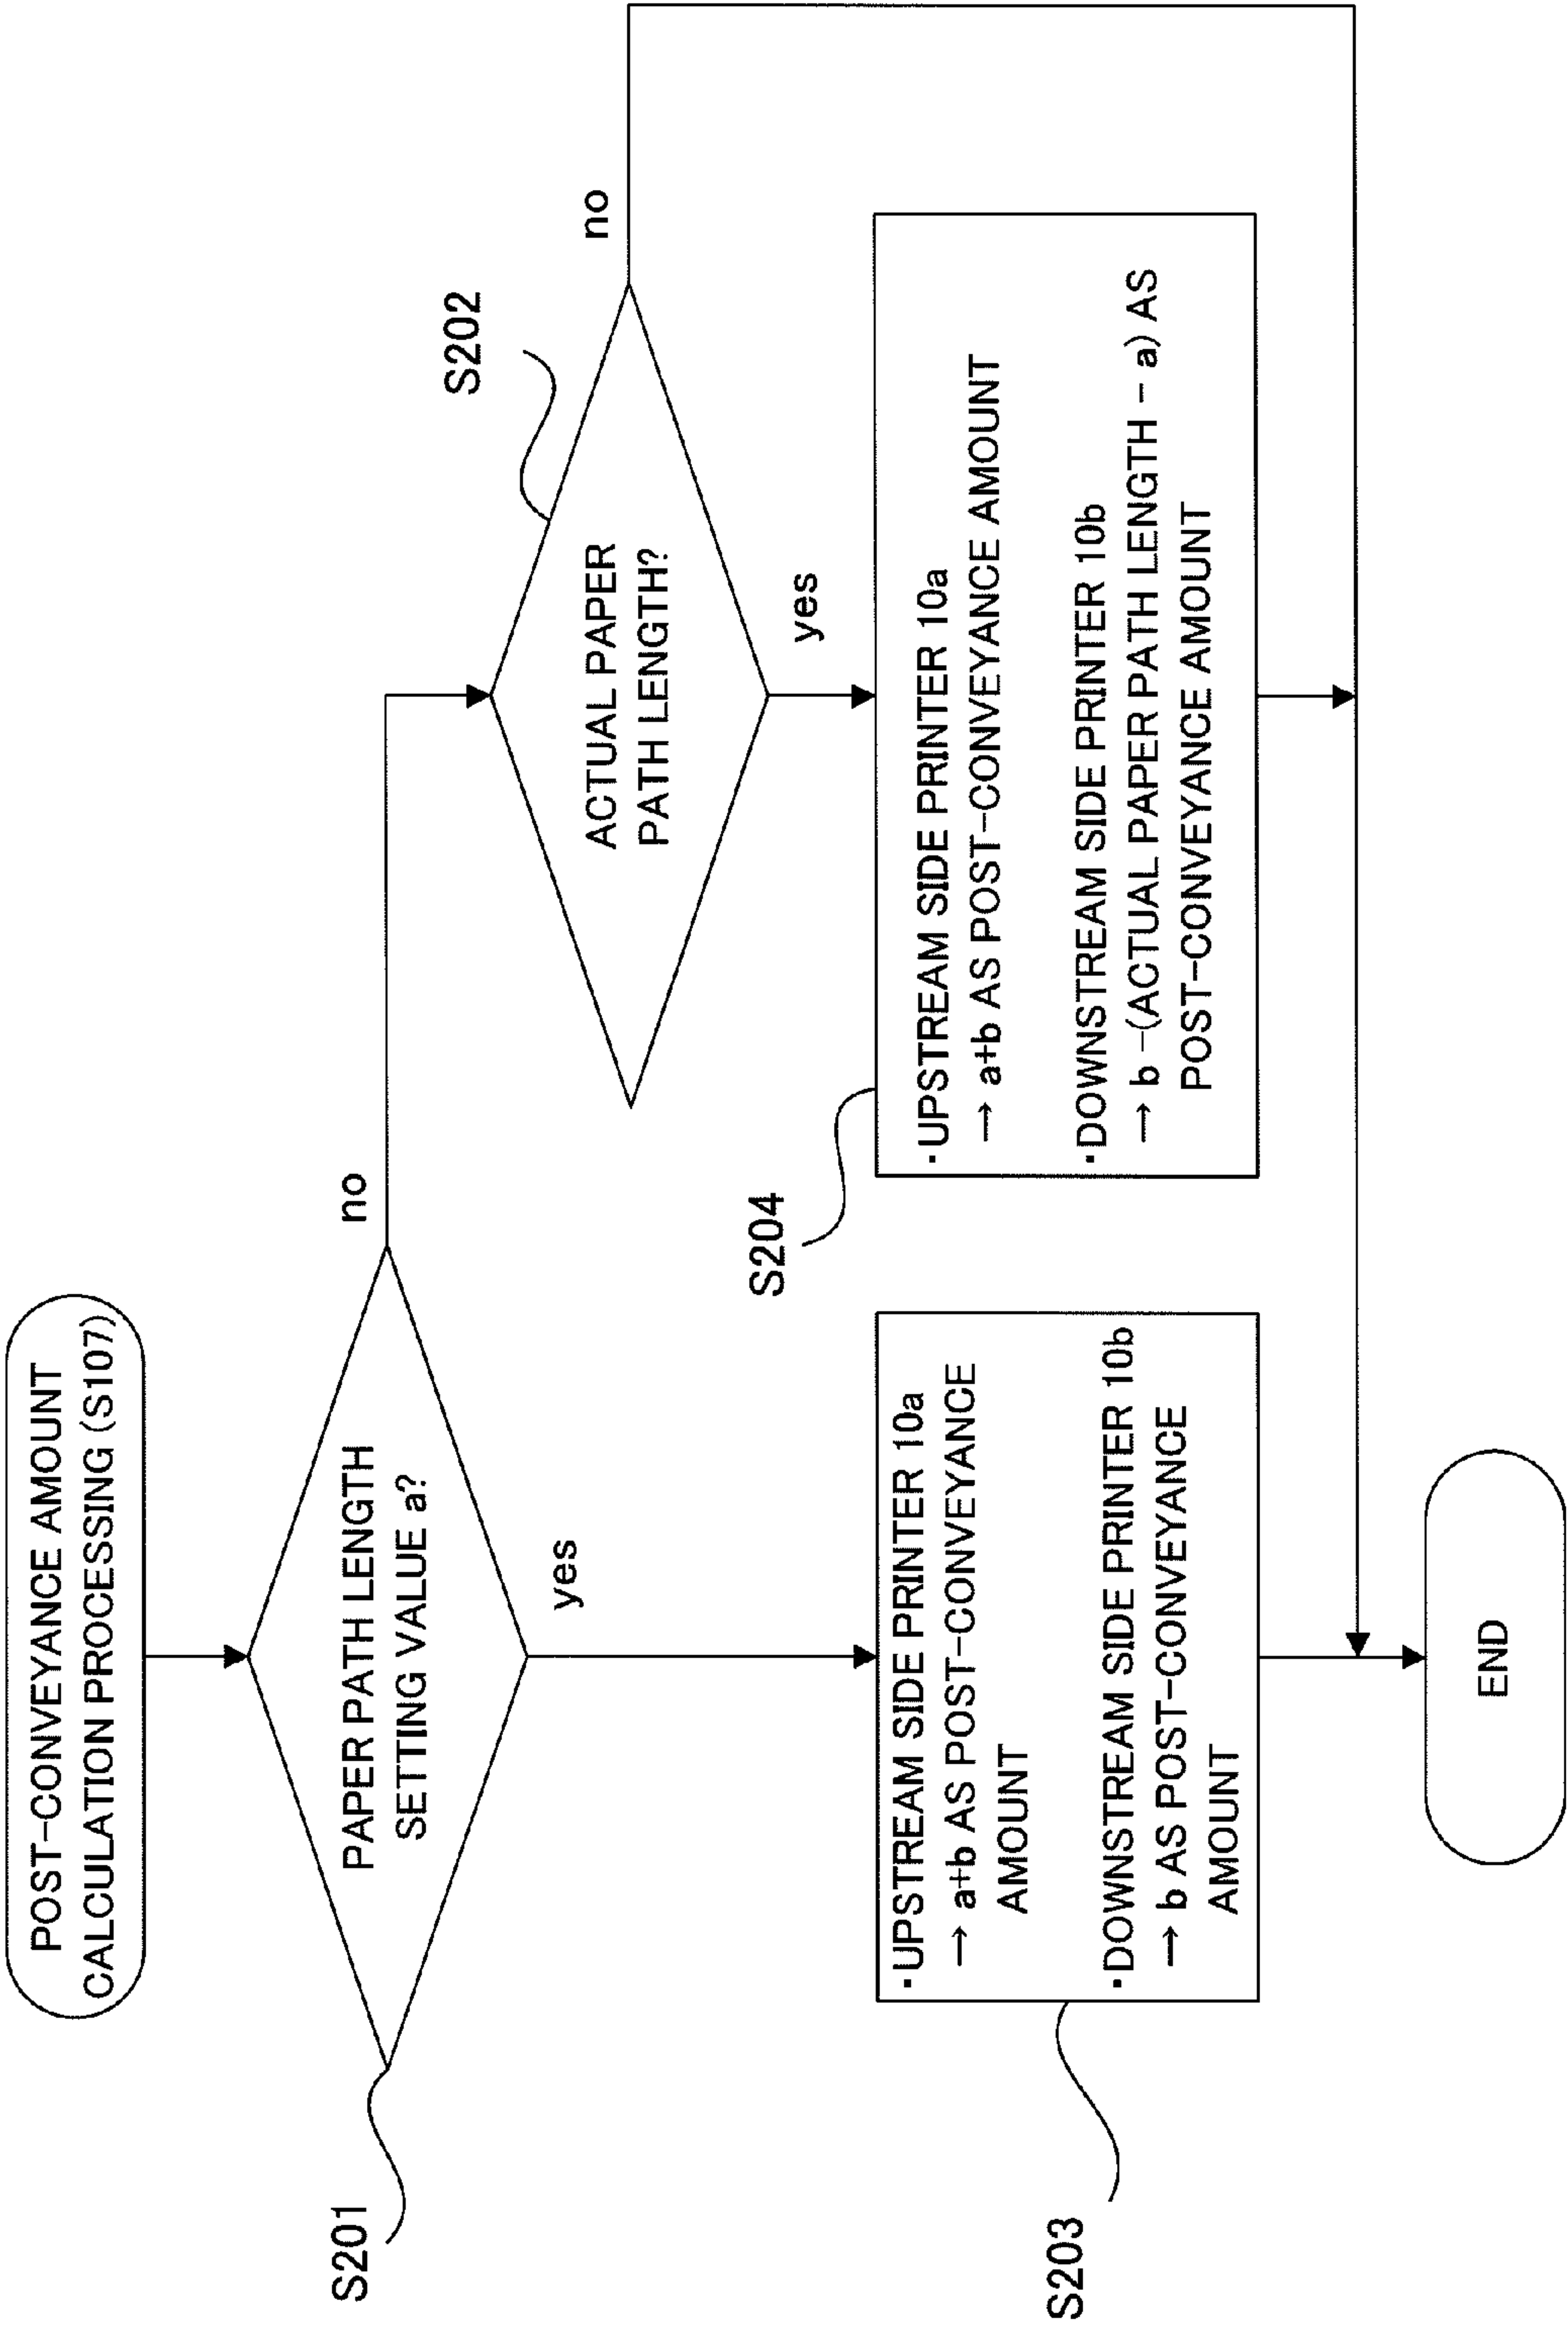 POST-CONVEYANCE AMOUNT
CALCULATION PROCESSING (S107)
S201
PAPER PATH LENGTH
SETTING VALUE a?
no
yes
S202
ACTUAL PAPER
PATH LENGTH?
no
yes
S203
・UPSTREAM SIDE PRINTER 10a
→ a+b AS POST-CONVEYANCE
AMOUNT
・DOWNSTREAM SIDE PRINTER 10b
→ b AS POST-CONVEYANCE
AMOUNT
S204
・UPSTREAM SIDE PRINTER 10a
→ a+b AS POST-CONVEYANCE AMOUNT
・DOWNSTREAM SIDE PRINTER 10b
→ b -(ACTUAL PAPER PATH LENGTH - a) AS
POST-CONVEYANCE AMOUNT
END